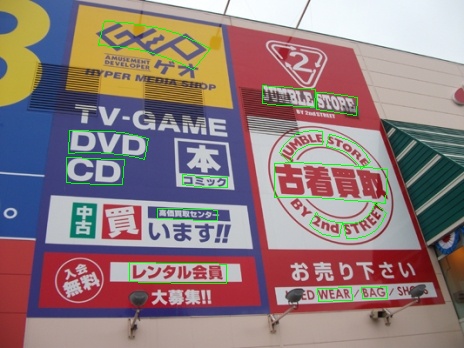 GEO
AMUSEMENT
DEVELOPER
ゲオ
HYPER MEDIA SHOP
TV-GAME
DVD
CD
本
コミック
中古
買
高価買取センター
います!!
入会
無料
レンタル会員
大募集!!
2
JUMBLE STORE
BY 2nd STREET
JUMBLE STORE
古着買取
BY 2nd STREET
お売り下さい
USED WEAR / BAG / SHOES